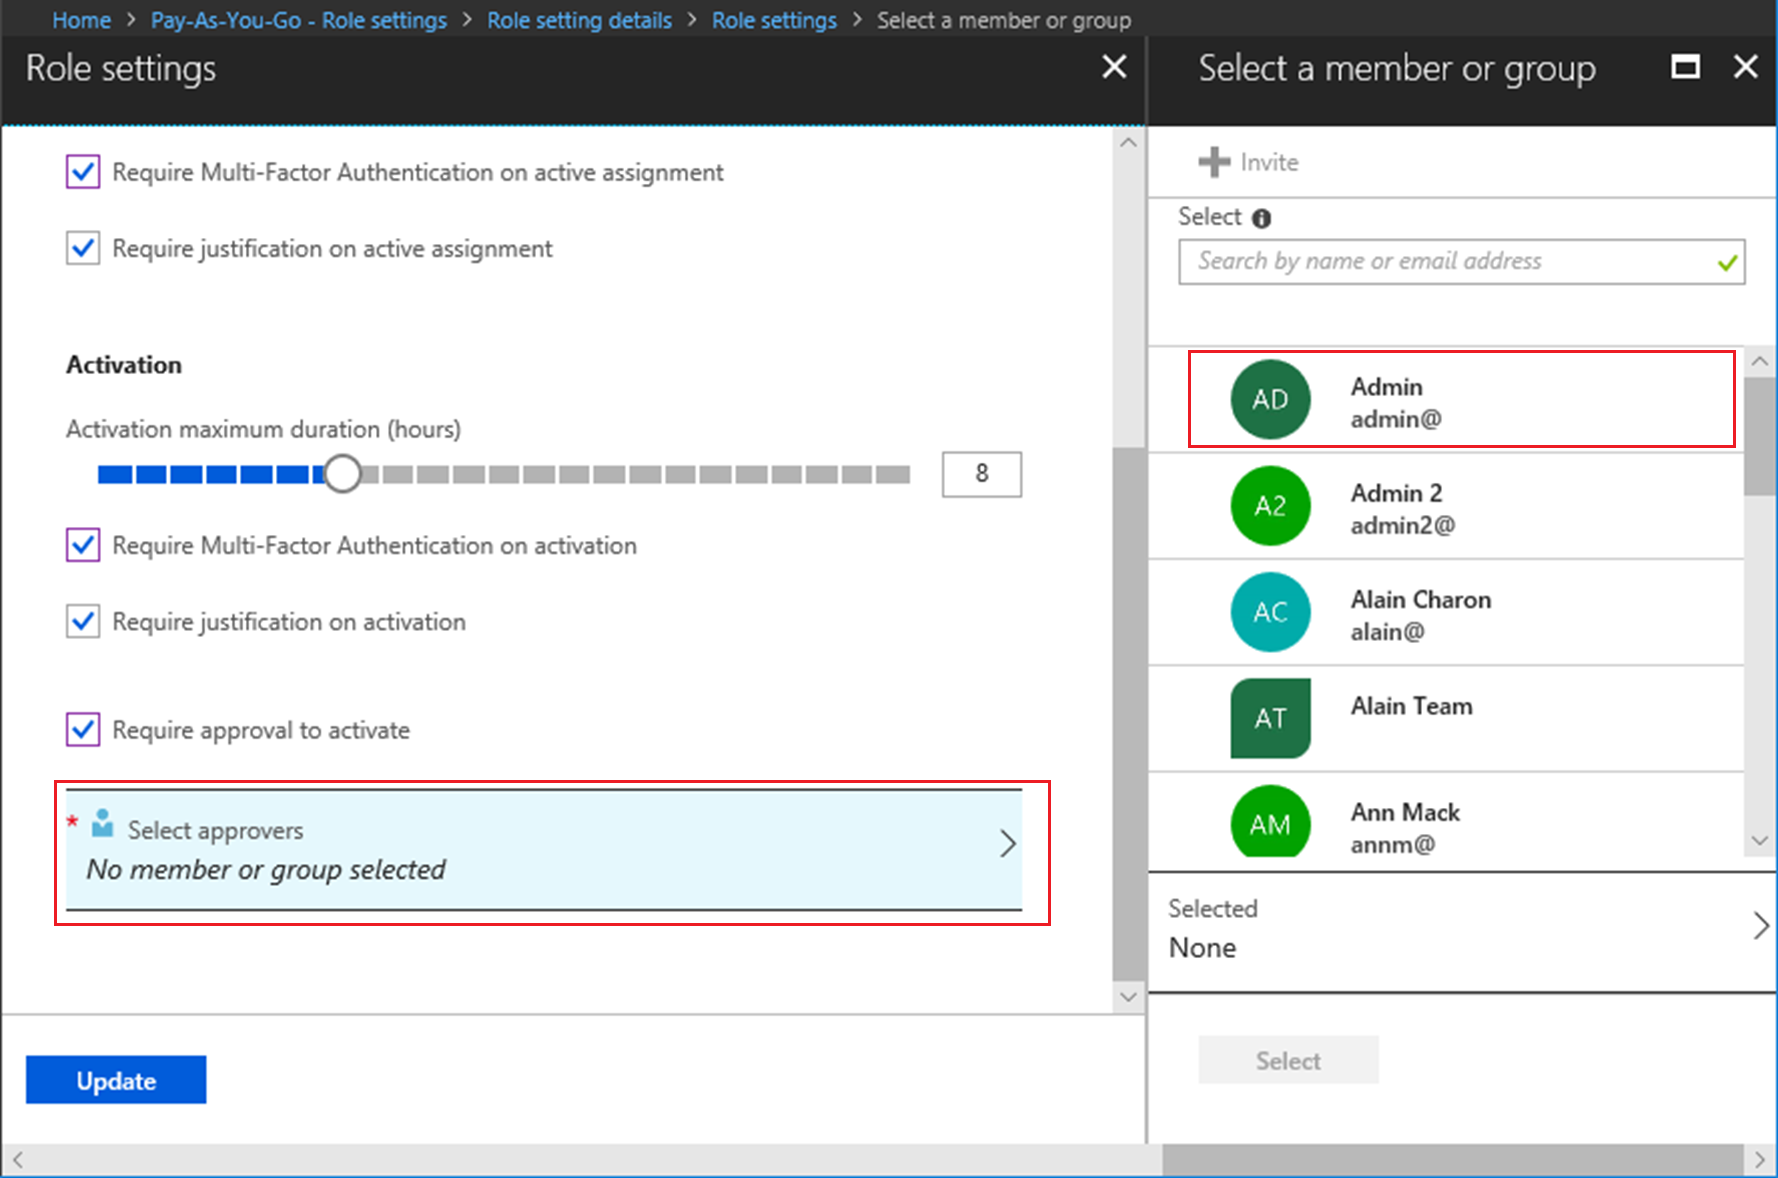 Home > Pay-As-You-Go - Role settings > Role setting details > Role settings > Select a member or group
Role settings
Require Multi-Factor Authentication on active assignment
Require justification on active assignment
Activation
Activation maximum duration (hours)
8
Require Multi-Factor Authentication on activation
Require justification on activation
Require approval to activate
* Select approvers
No member or group selected
Update
Select a member or group
Invite
Select
Search by name or email address
AD
Admin
admin@
A2
Admin 2
admin2@
AC
Alain Charon
alain@
AT
Alain Team
AM
Ann Mack
annm@
Selected
None
Select